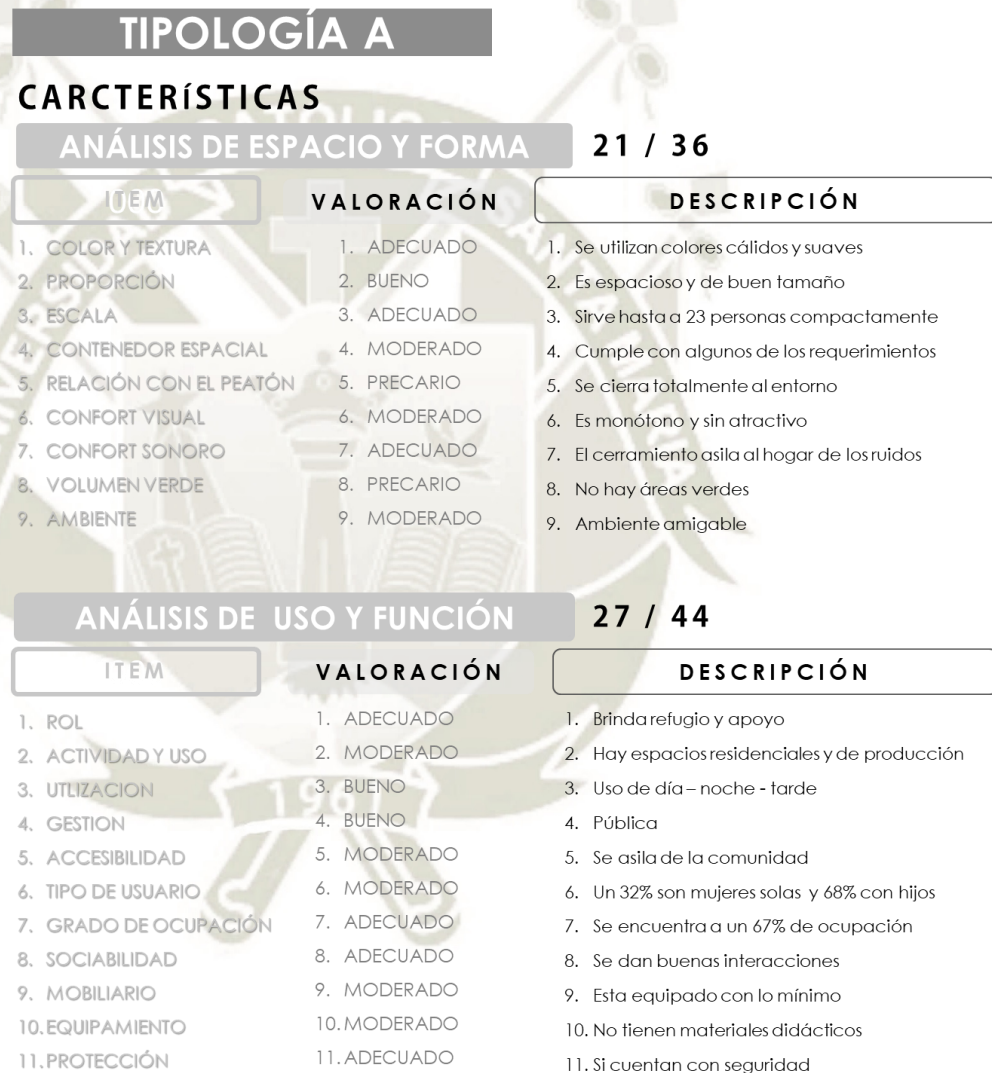 TIPOLOGÍA A
CARCTERÍSTICAS
ANÁLISIS DE ESPACIO Y FORMA 21 / 36
ITEM VALORACIÓN DESCRIPCIÓN
1. COLOR Y TEXTURA 1. ADECUADO 1. Se utilizan colores cálidos y suaves
2. PROPORCIÓN 2. BUENO 2. Es espacioso y de buen tamaño
3. ESCALA 3. ADECUADO 3. Sirve hasta a 23 personas compactamente
4. CONTENEDOR ESPACIAL 4. MODERADO 4. Cumple con algunos de los requerimientos
5. RELACIÓN CON EL PEATÓN 5. PRECARIO 5. Se cierra totalmente al entorno
6. CONFORT VISUAL 6. MODERADO 6. Es monótono y sin atractivo
7. CONFORT SONORO 7. ADECUADO 7. El cerramiento asila al hogar de los ruidos
8. VOLUMEN VERDE 8. PRECARIO 8. No hay áreas verdes
9. AMBIENTE 9. MODERADO 9. Ambiente amigable
ANÁLISIS DE USO Y FUNCIÓN 27 / 44
ITEM VALORACIÓN DESCRIPCIÓN
1. ROL 1. ADECUADO 1. Brinda refugio y apoyo
2. ACTIVIDAD Y USO 2. MODERADO 2. Hay espacios residenciales y de producción
3. UTLIZACION 3. BUENO 3. Uso de día – noche - tarde
4. GESTION 4. BUENO 4. Pública
5. ACCESIBILIDAD 5. MODERADO 5. Se asila de la comunidad
6. TIPO DE USUARIO 6. MODERADO 6. Un 32% son mujeres solas y 68% con hijos
7. GRADO DE OCUPACIÓN 7. ADECUADO 7. Se encuentra a un 67% de ocupación
8. SOCIABILIDAD 8. ADECUADO 8. Se dan buenas interacciones
9. MOBILIARIO 9. MODERADO 9. Esta equipado con lo mínimo
10. EQUIPAMIENTO 10. MODERADO 10. No tienen materiales didácticos
11. PROTECCIÓN 11. ADECUADO 11. Si cuentan con seguridad